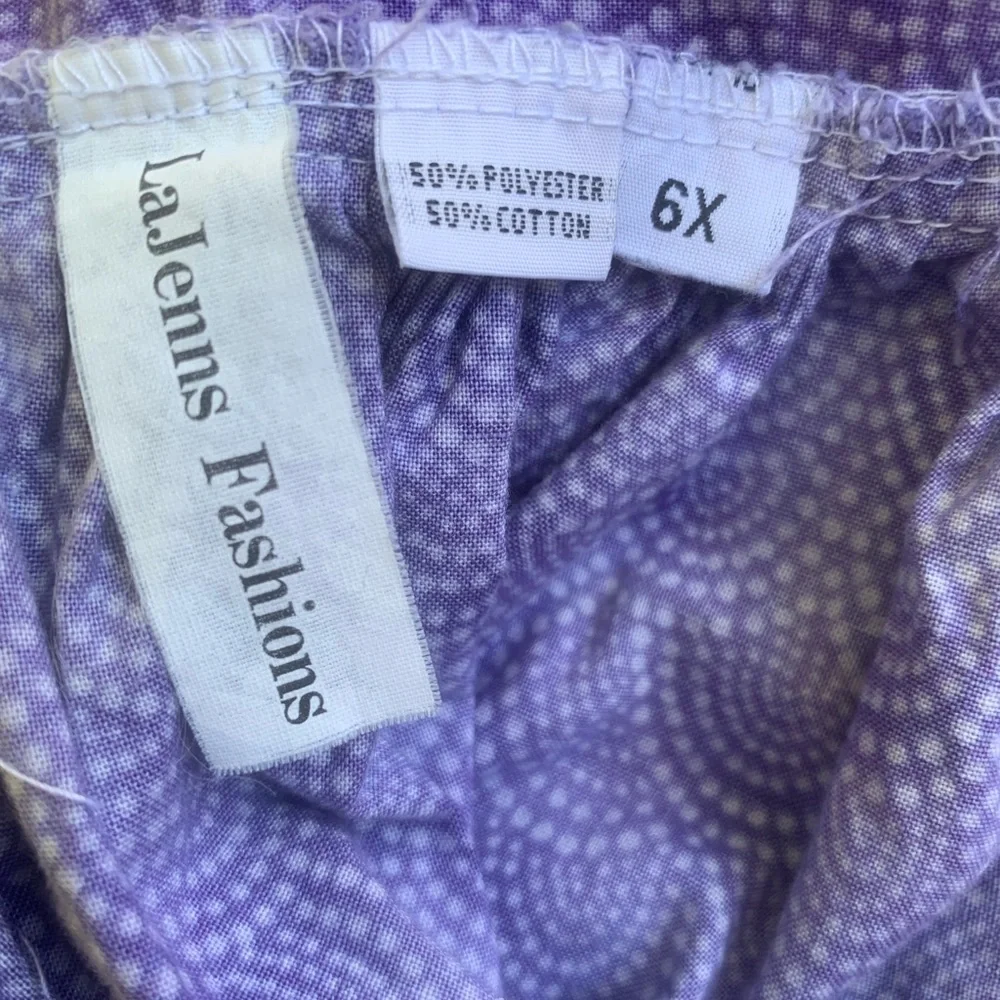 LaJenns Fashions
50% POLYESTER
50% COTTON
6X